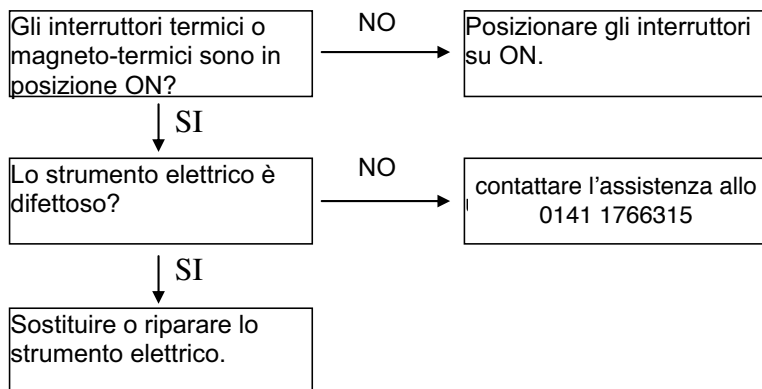 Gli interruttori termici o
magneto-termici sono in
posizione ON?
NO
Posizionare gli interruttori
su ON.
SI
Lo strumento elettrico è
difettoso?
NO
contattare l'assistenza allo
0141 1766315
SI
Sostituire o riparare lo
strumento elettrico.